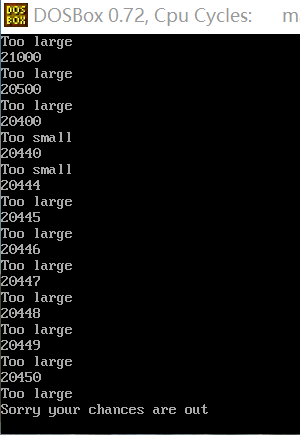 DOS
BOX
DOSBox 0.72, Cpu Cycles: m
Too large
21000
Too large
20500
Too large
20400
Too small
20440
Too small
20444
Too large
20445
Too large
20446
Too large
20447
Too large
20448
Too large
20449
Too large
20450
Too large
Sorry your chances are out